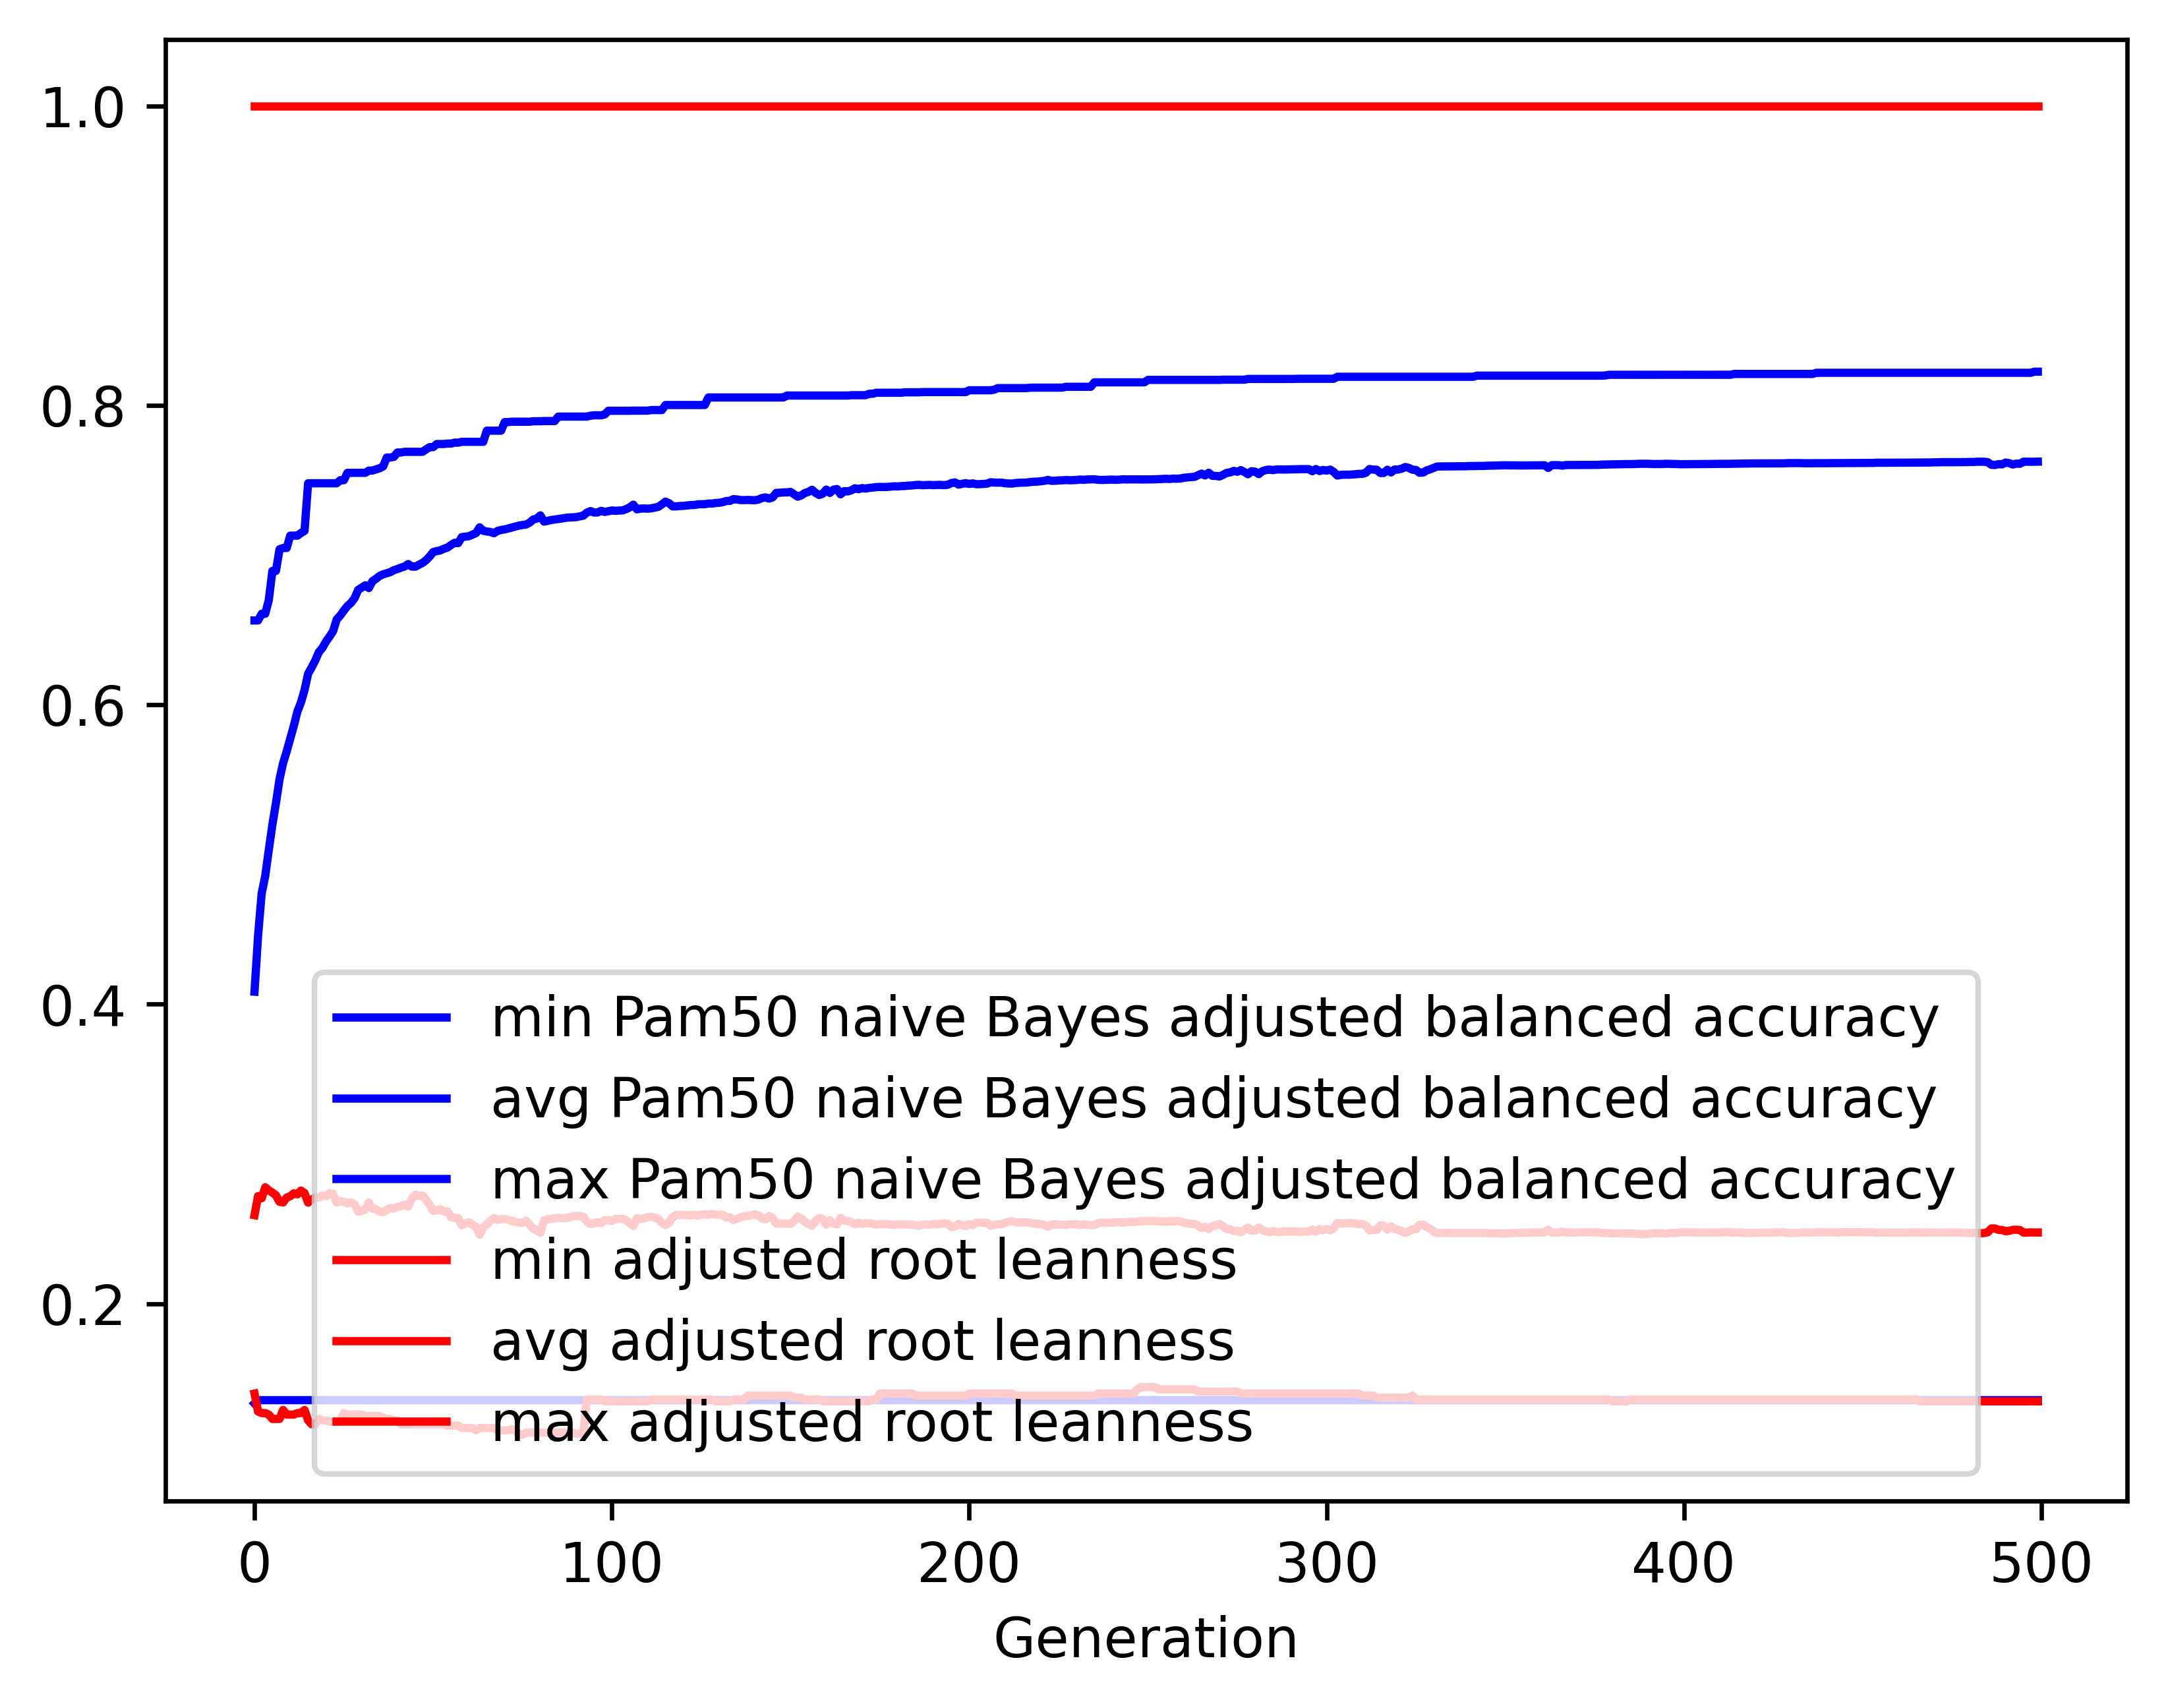 1.0
0.8
0.6
0.4
0.2
min Pam50 naive Bayes adjusted balanced accuracy
avg Pam50 naive Bayes adjusted balanced accuracy
max Pam50 naive Bayes adjusted balanced accuracy
min adjusted root leanness
avg adjusted root leanness
max adjusted root leanness
0 100 200 300 400 500
Generation